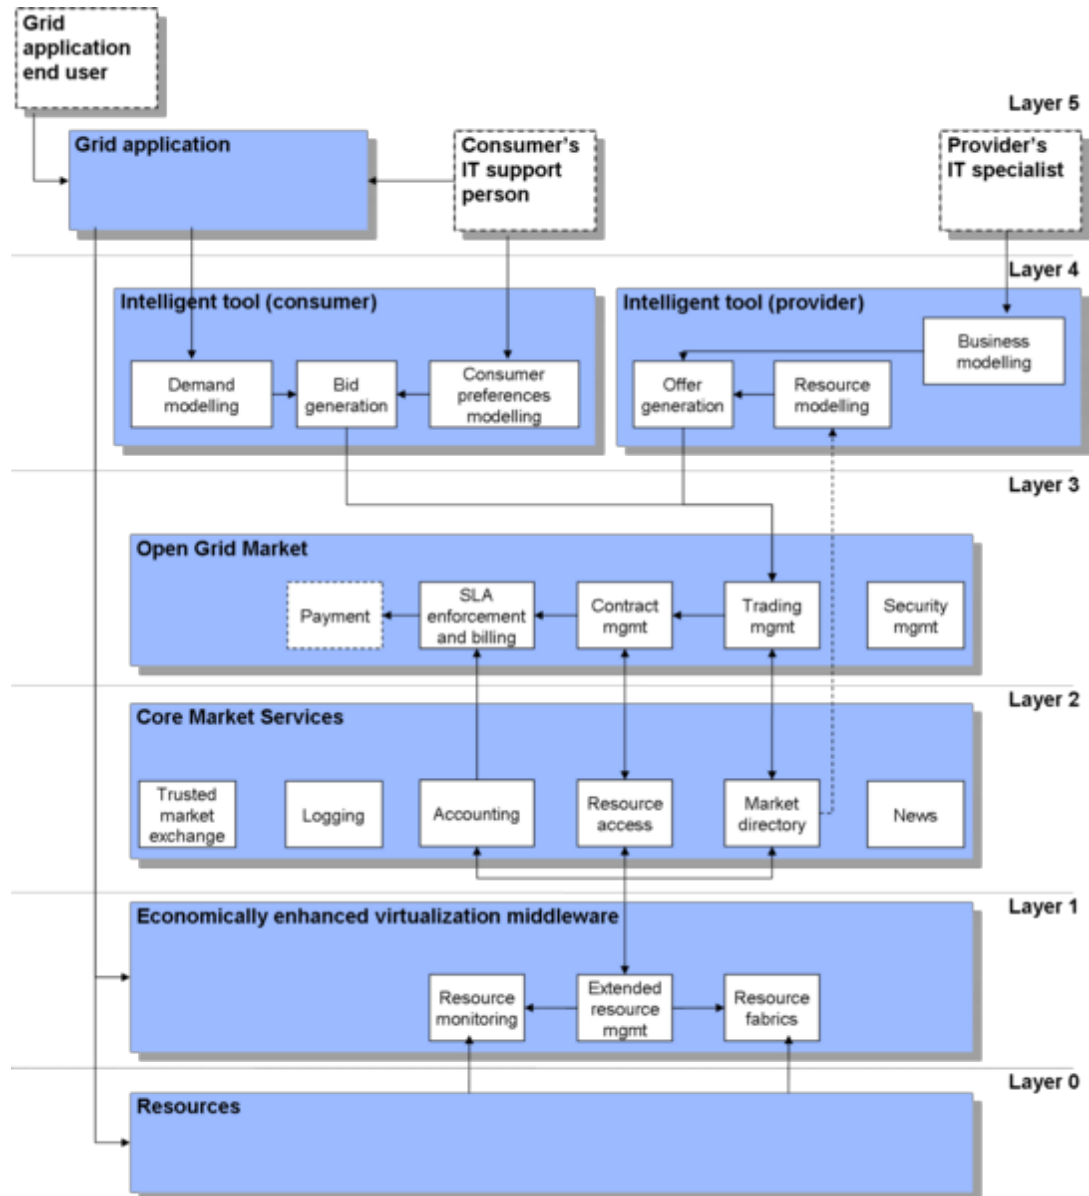 Grid
application
end user
Layer 5
Grid application
Consumer's
IT support
person
Provider's
IT specialist
Layer 4
Intelligent tool (consumer)
Demand
modelling
Bid
generation
Consumer
preferences
modelling
Intelligent tool (provider)
Business
modelling
Offer
generation
Resource
modelling
Layer 3
Open Grid Market
Payment
SLA
enforcement
and billing
Contract
mgmt
Trading
mgmt
Security
mgmt
Layer 2
Core Market Services
Trusted
market
exchange
Logging
Accounting
Resource
access
Market
directory
News
Layer 1
Economically enhanced virtualization middleware
Resource
monitoring
Extended
resource
mgmt
Resource
fabrics
Layer 0
Resources